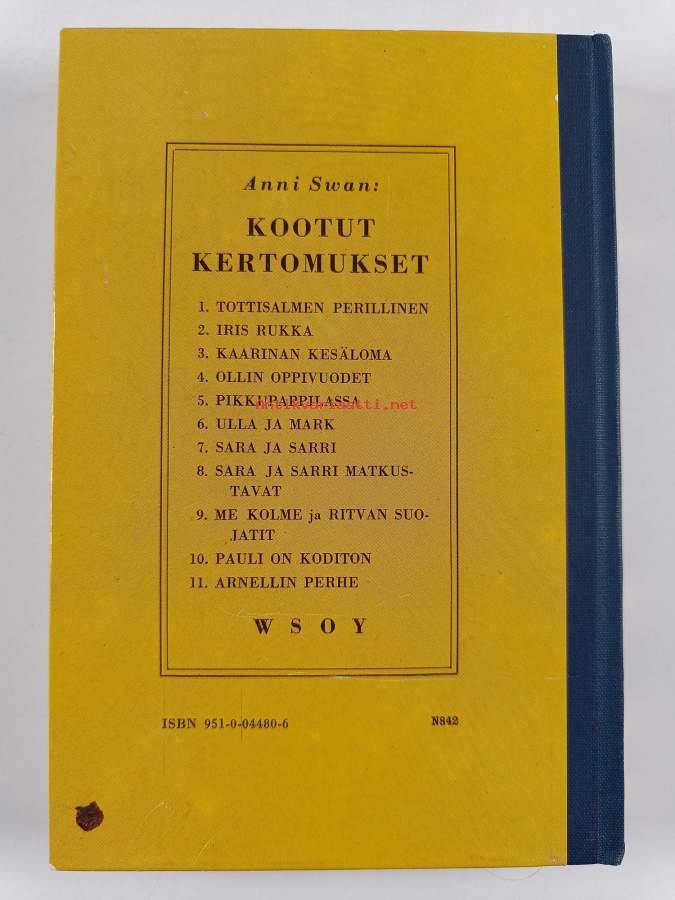 Anni Swan:
KOOTUT
KERTOMUKSET
1. TOTTISALMEN PERILLINEN
2. IRIS RUKKA
3. KAARINAN KESÄLOMA
4. OLLIN OPPIVUODET
5. PIKKUPAPPILASSA
antikvariaatti.net
6. ULLA JA MARK
7. SARA JA SARRI
8. SARA JA SARRI MATKUS-
TAVAT
9. ME KOLME ja RITVAN SUO-
JATIT
10. PAULI ON KODITON
11. ARNELLIN PERHE
WSOY
ISBN 951-0-04480-6 N842